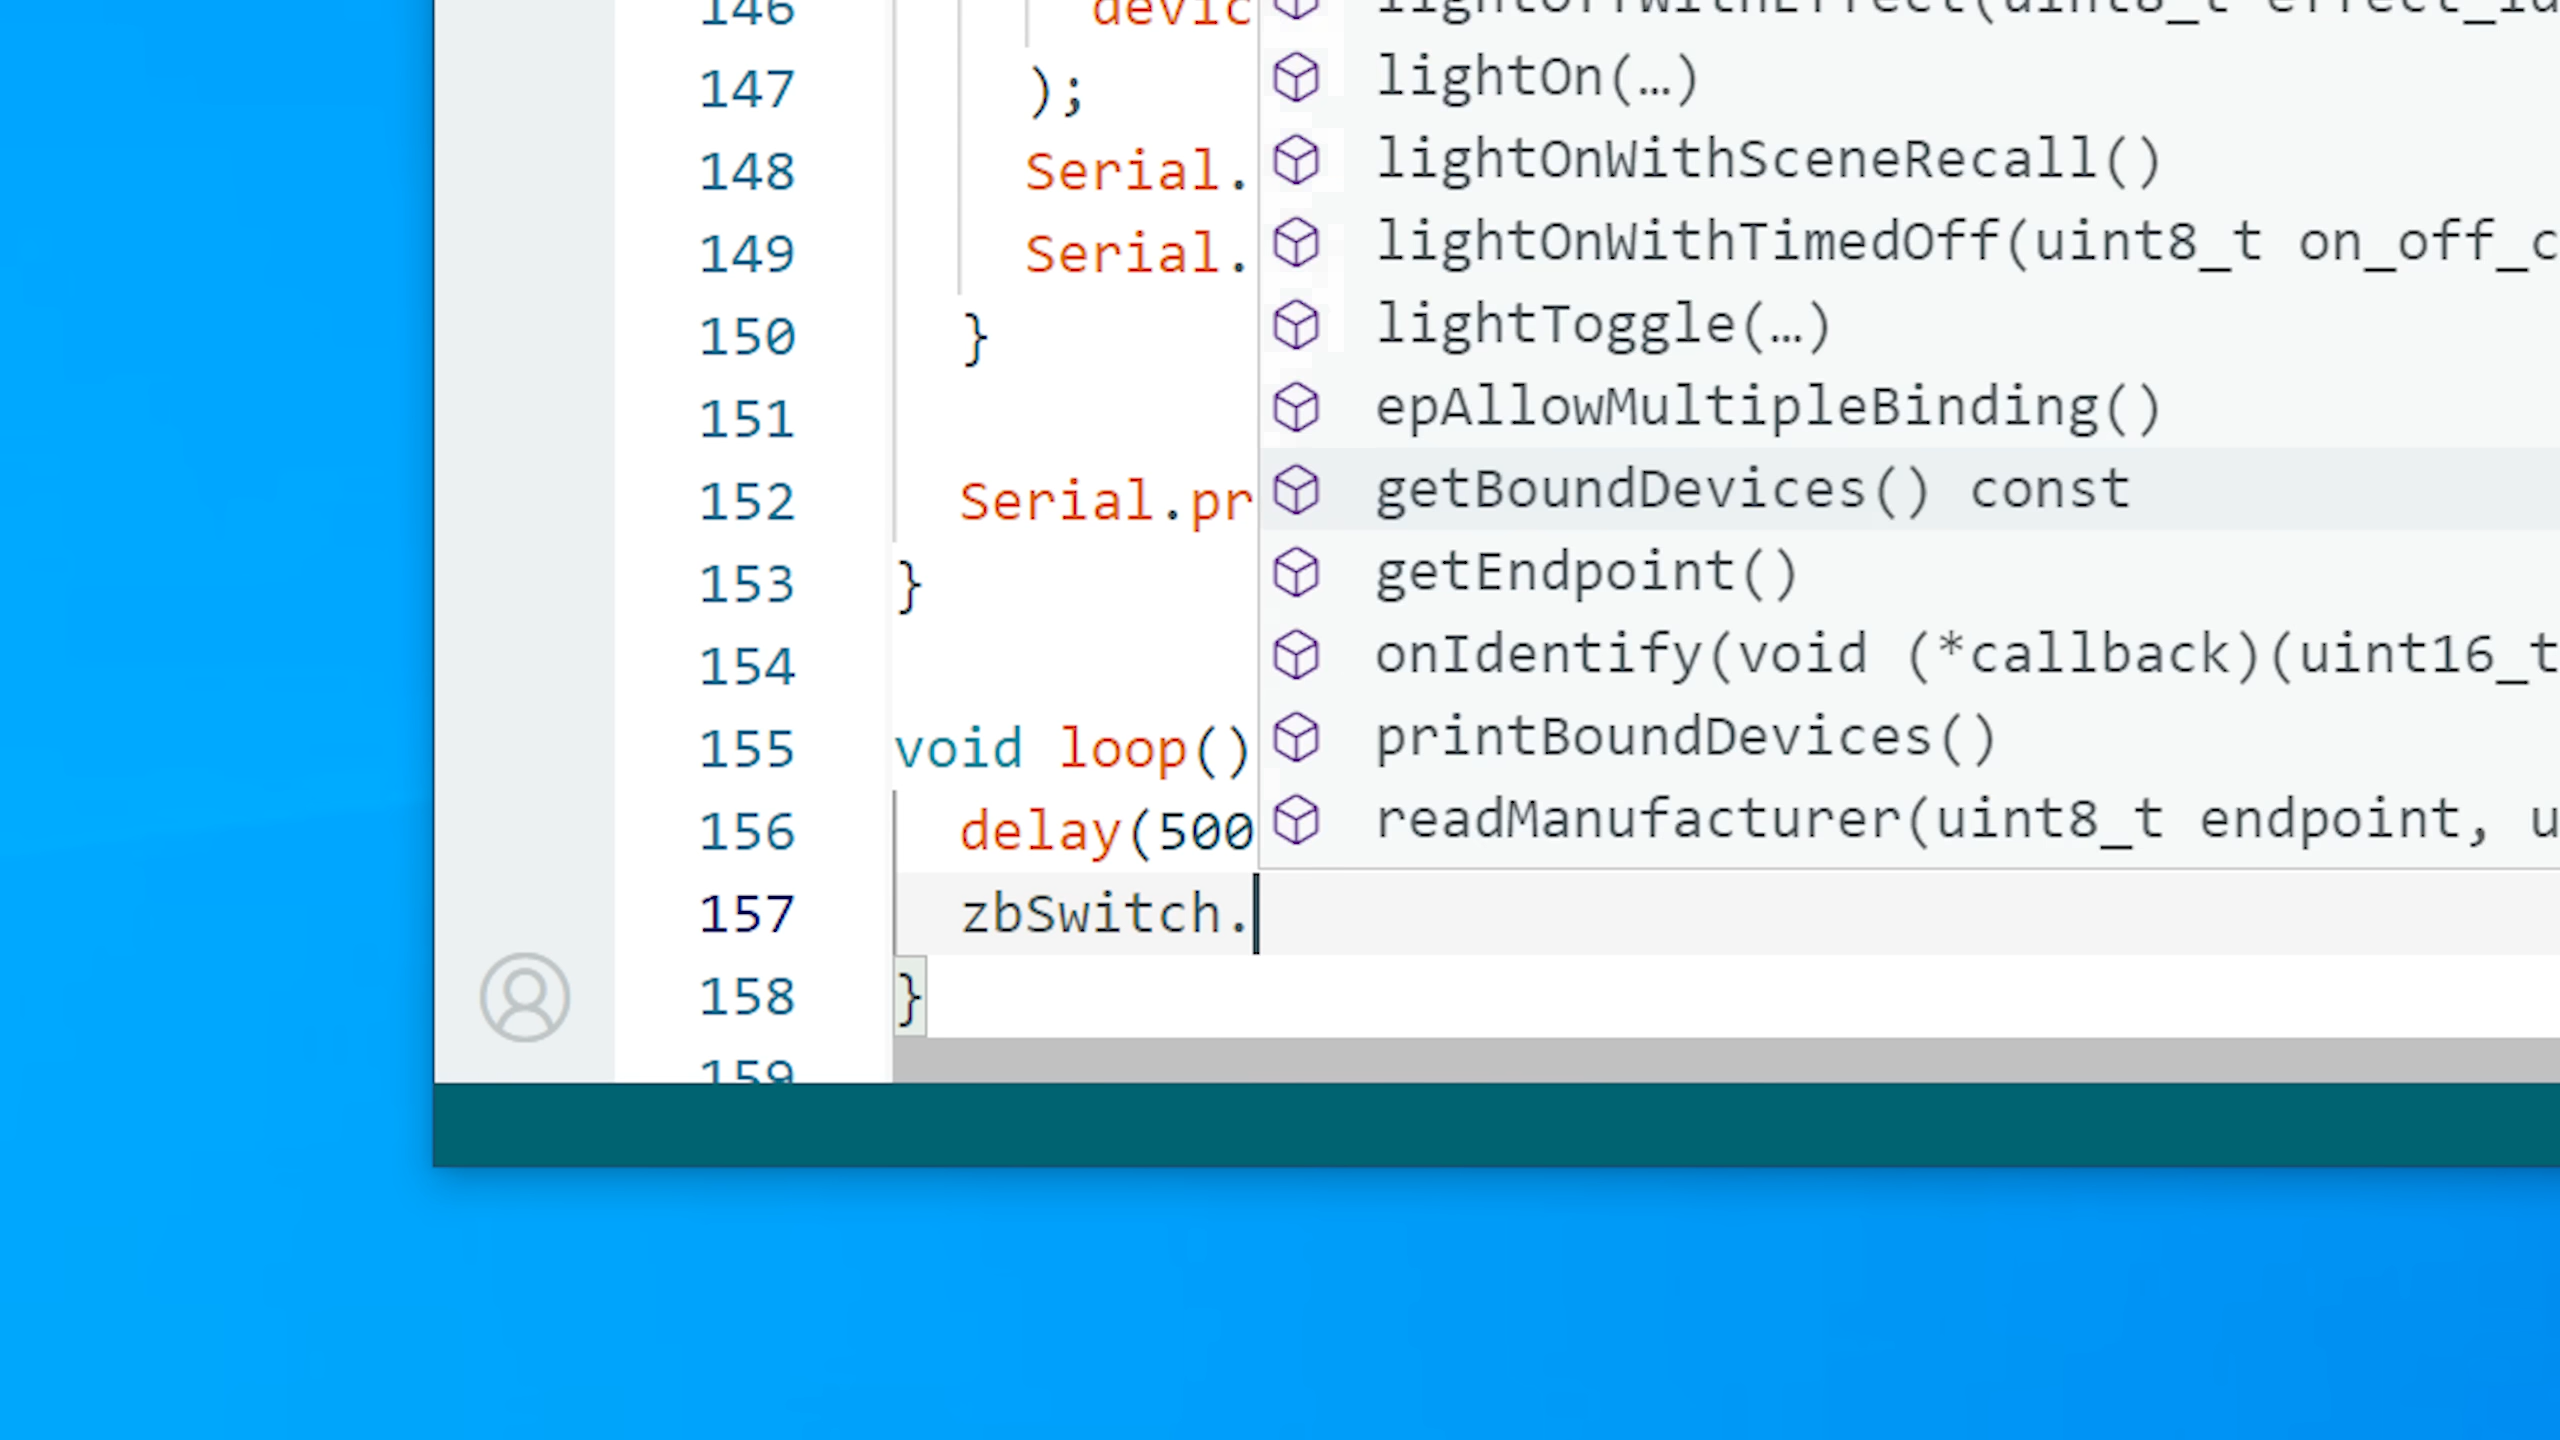 146 devic
147 );
148 Serial.
149 Serial.
150 }
151
152 Serial.pr
153 }
154
155 void loop()
156 delay(500
157 zbSwitch.
158 }
159
lightOffWithEffect(uint8_t effect_id
lightOn(…)
lightOnWithSceneRecall()
lightOnWithTimedOff(uint8_t on_off_c
lightToggle(…)
epAllowMultipleBinding()
getBoundDevices() const
getEndpoint()
onIdentify(void (*callback)(uint16_t
printBoundDevices()
readManufacturer(uint8_t endpoint, u